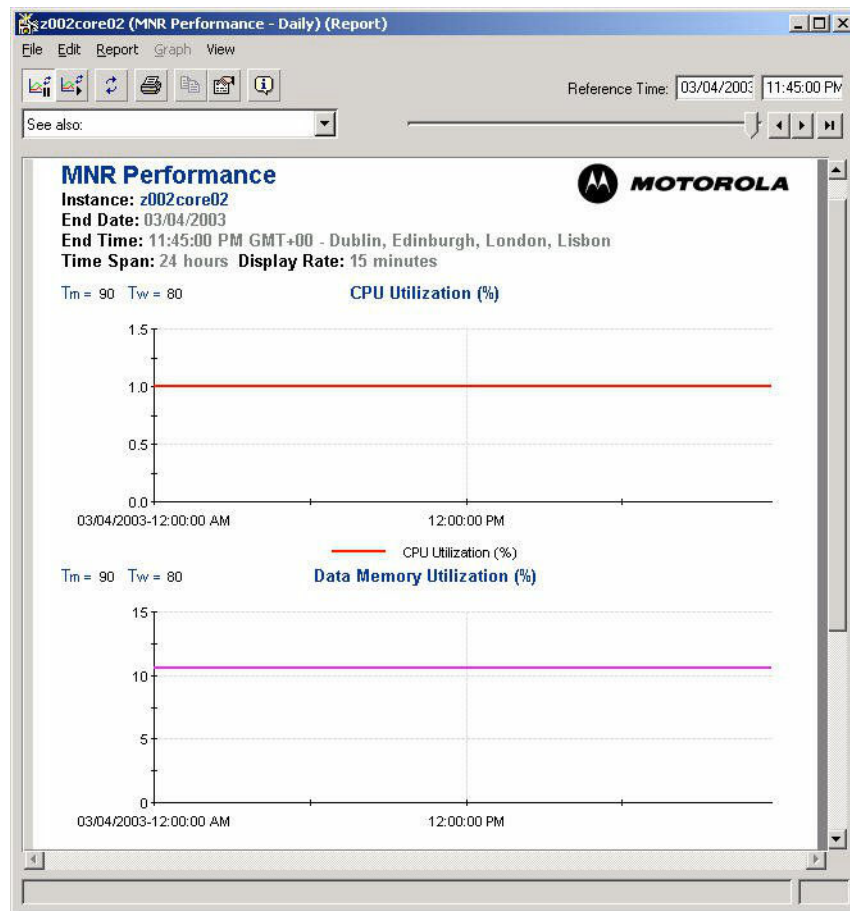 z002core02 (MNR Performance - Daily) (Report)
File Edit Report Graph View
Reference Time: 03/04/2003 11:45:00 PM
See also:
MNR Performance
MOTOROLA
Instance: z002core02
End Date: 03/04/2003
End Time: 11:45:00 PM GMT+00 - Dublin, Edinburgh, London, Lisbon
Time Span: 24 hours Display Rate: 15 minutes
Tm = 90 Tw = 80 CPU Utilization (%)
1.5
1.0
0.5
0.0
03/04/2003-12:00:00 AM 12:00:00 PM
CPU Utilization (%)
Tm = 90 Tw = 80 Data Memory Utilization (%)
15
10
5
0
03/04/2003-12:00:00 AM 12:00:00 PM